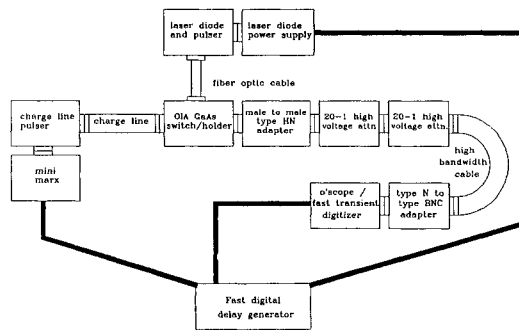 laser diode
and pulser
laser diode
power supply
fiber optic cable
charge line
pulser
charge line
OIA GaAs
switch/holder
male to male
type HN
adapter
20-1 high
voltage attn.
20-1 high
voltage attn.
high
bandwidth
cable
mini
marx
o'scope /
fast transient
digitizer
type N to
type BNC
adapter
Fast digital
delay generator